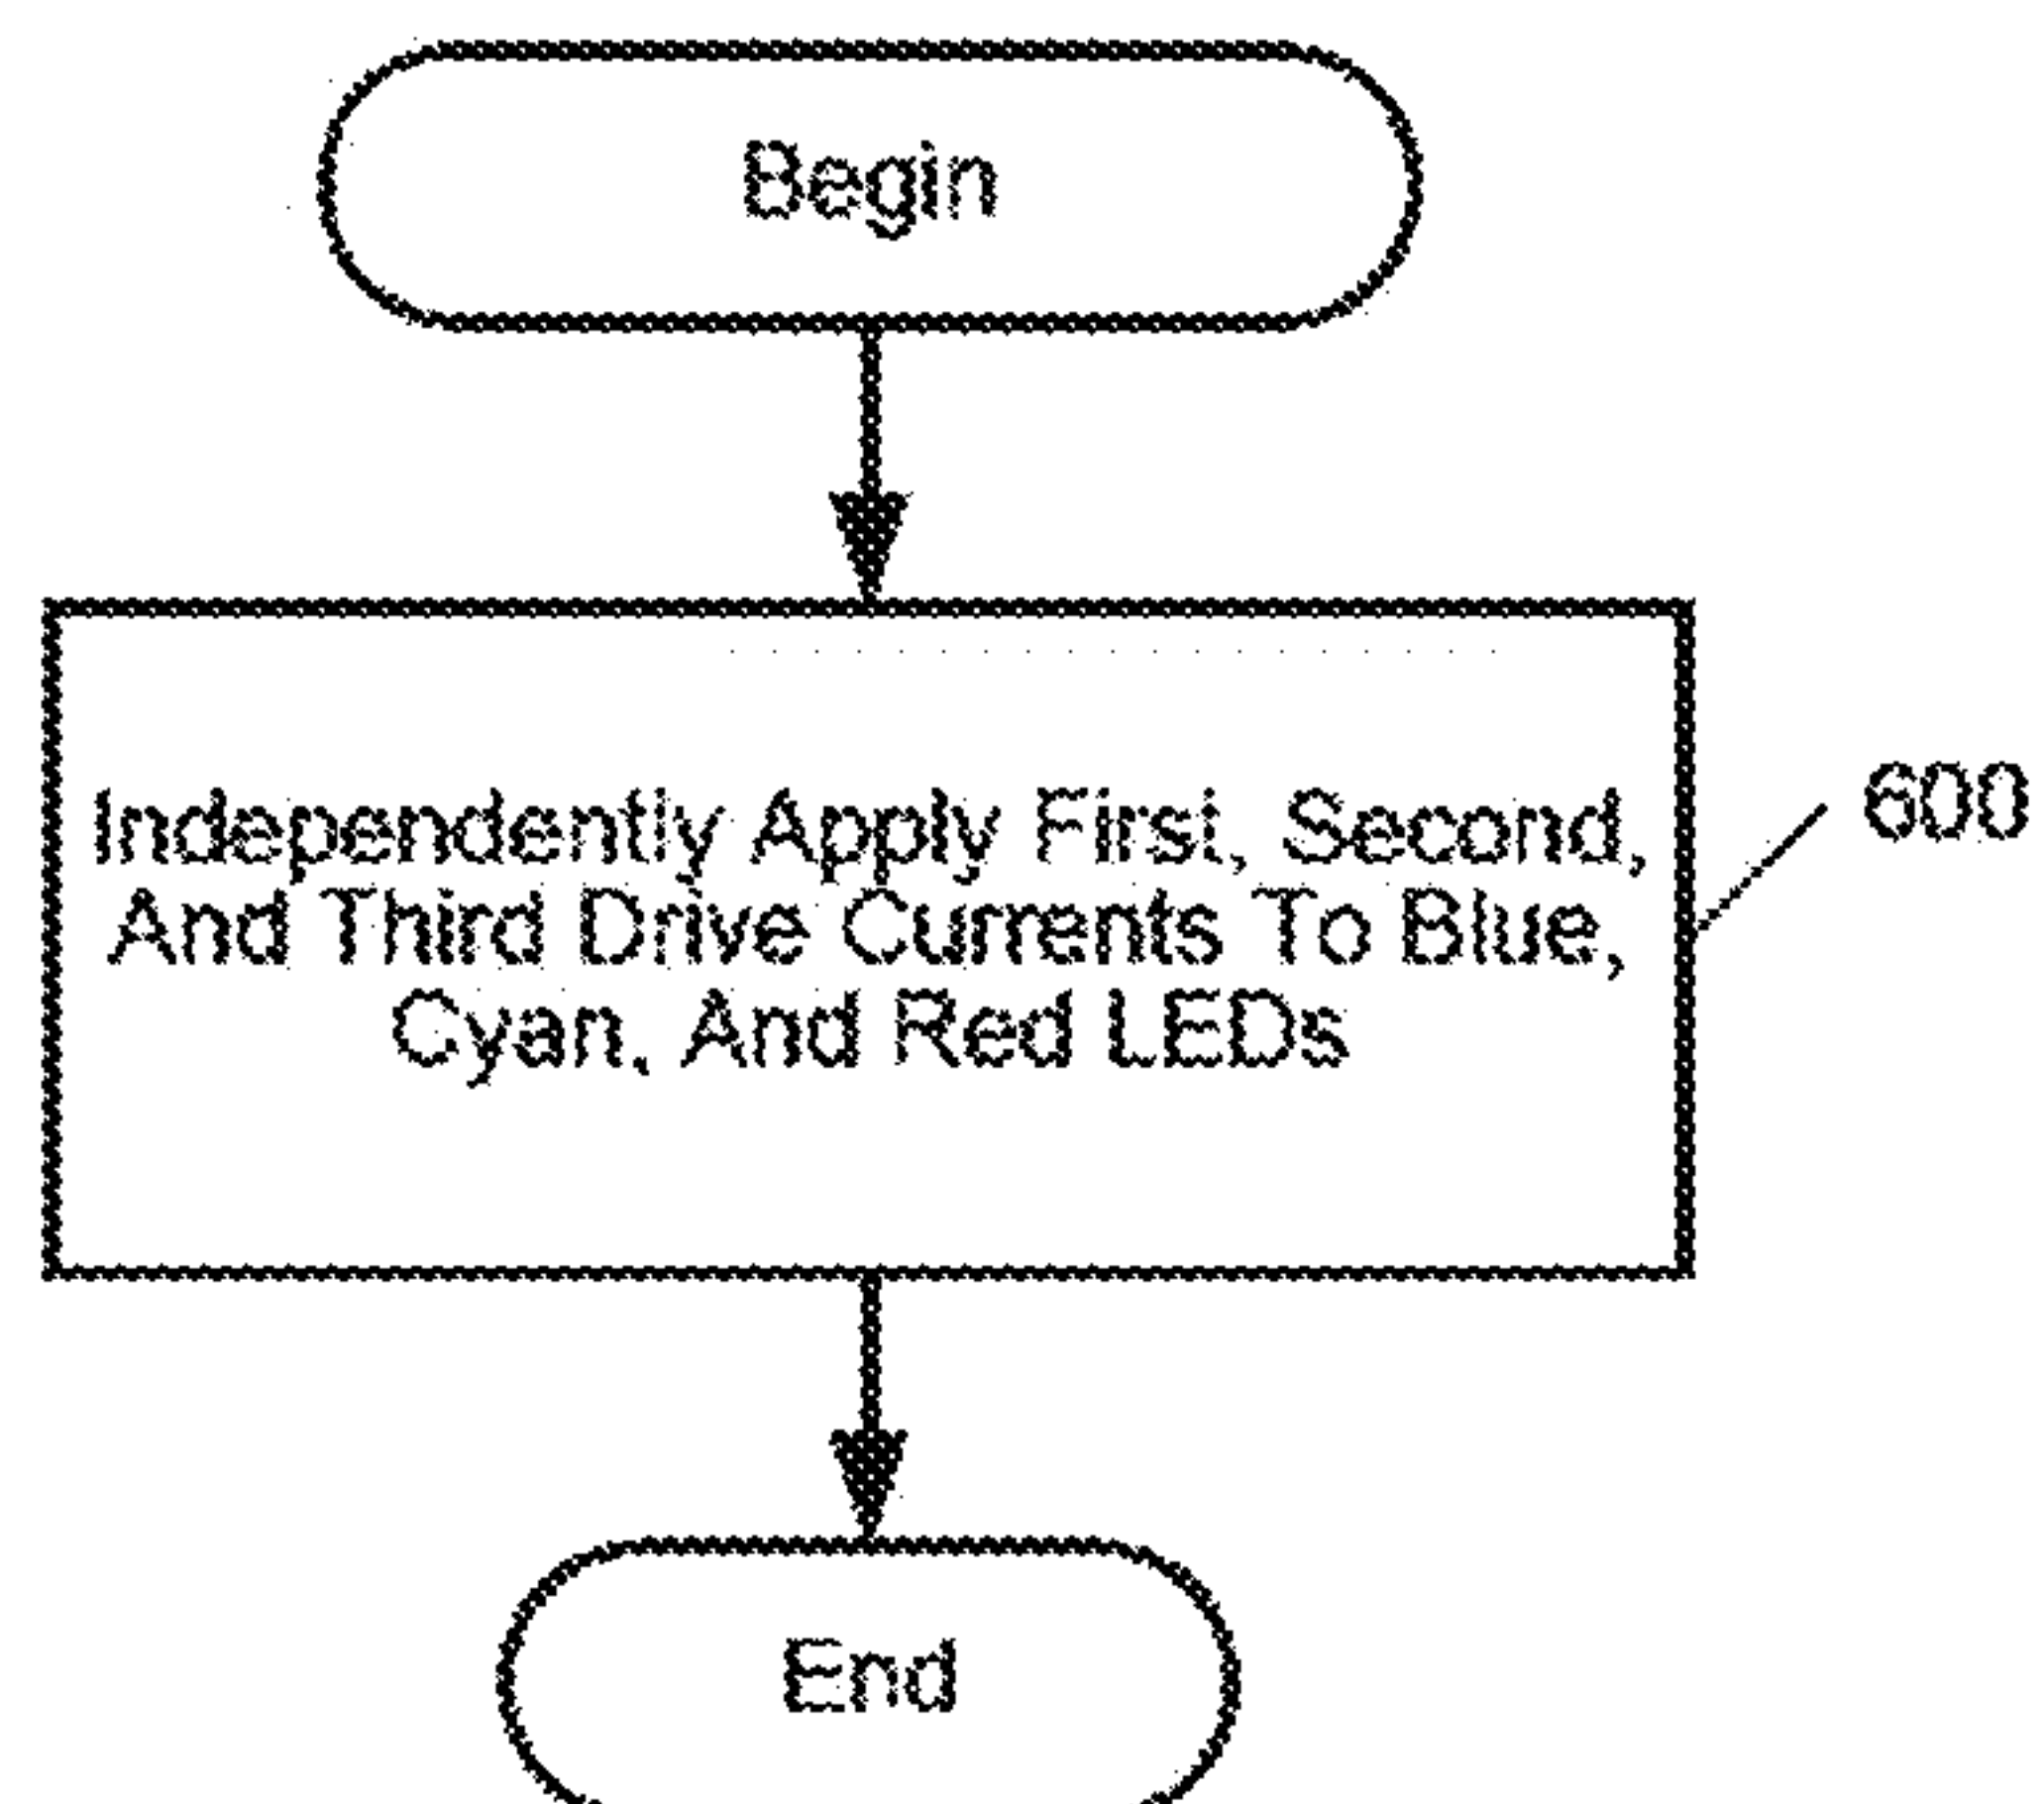 Begin
Independently Apply First, Second,
600
And Third Drive Currents To Blue,
Cyan, And Red LEDs
End